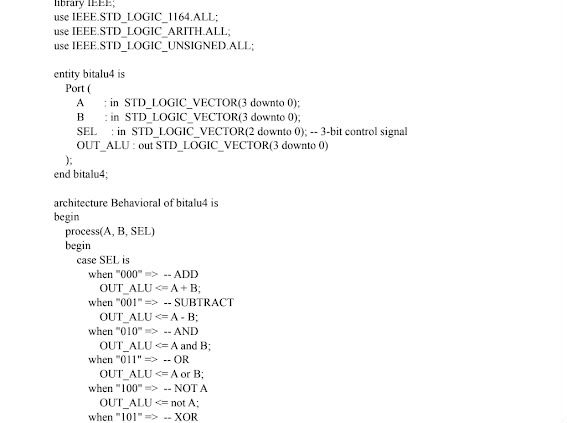 library IEEE;
use IEEE.STD_LOGIC_1164.ALL;
use IEEE.STD_LOGIC_ARITH.ALL;
use IEEE.STD_LOGIC_UNSIGNED.ALL;
entity bitalu4 is
Port (
A : in STD_LOGIC_VECTOR(3 downto 0);
B : in STD_LOGIC_VECTOR(3 downto 0);
SEL : in STD_LOGIC_VECTOR(2 downto 0); -- 3-bit control signal
OUT_ALU : out STD_LOGIC_VECTOR(3 downto 0)
);
end bitalu4;
architecture Behavioral of bitalu4 is
begin
process(A, B, SEL)
begin
case SEL is
when "000" => -- ADD
OUT_ALU <= A + B;
when "001" => -- SUBTRACT
OUT_ALU <= A - B;
when "010" => -- AND
OUT_ALU <= A and B;
when "011" => -- OR
OUT_ALU <= A or B;
when "100" => -- NOT A
OUT_ALU <= not A;
when "101" => -- XOR